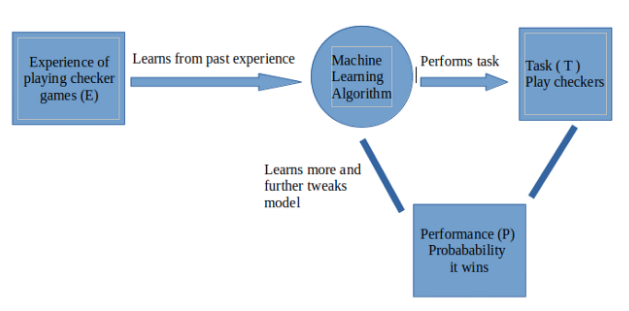 Experience of
playing checker
games (E)
Learns from past experience
Machine
Learning
Algorithm
Performs task
Task ( T )
Play checkers
Learns more and
further tweaks
model
Performance (P)
Probabability
it wins